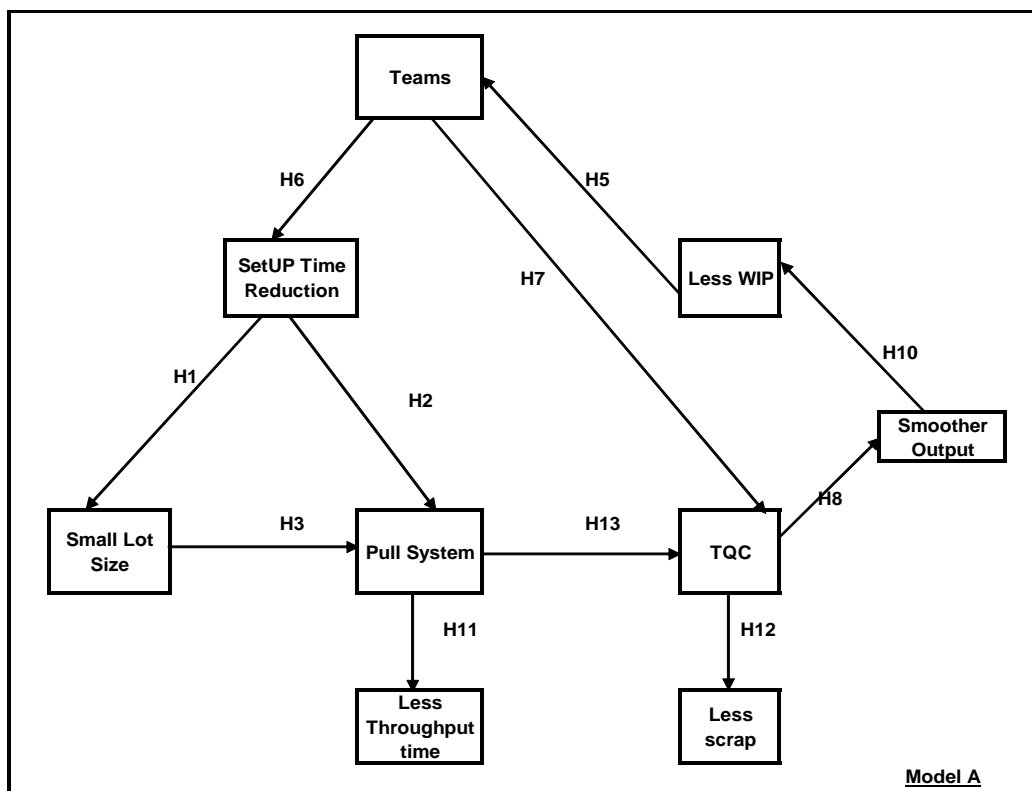 Teams
H6
H5
SetUP Time
Reduction
H7
Less WIP
H10
H1
H2
Smoother
Output
H8
Small Lot
Size
H3
Pull System
H13
TQC
H11
H12
Less
Throughput
time
Less
scrap
Model A